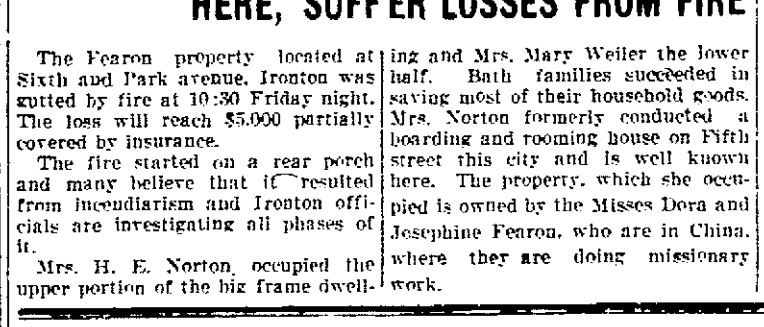 HERE, SUFFER LOSSES FROM FIRE
The Fearon property located at
Sixth and Park avenue, Ironton was
gutted by fire at 10:30 Friday night.
The loss will reach $5,000 partially
covered by insurance.
The fire started on a rear porch
and many believe that it resulted
from incendiarism and Ironton offi-
cials are investigating all phases of
it.
Mrs. H. E. Norton, occupied the
upper portion of the big frame dwell-
ing and Mrs. Mary Weiler the lower
half. Bath families succeeded in
saving most of their household goods.
Mrs. Norton formerly conducted a
boarding and rooming house on Fifth
street this city and is well known
here. The property, which she occu-
pied is owned by the Misses Dora and
Josephine Fearon, who are in China,
where they are doing missionary
work.